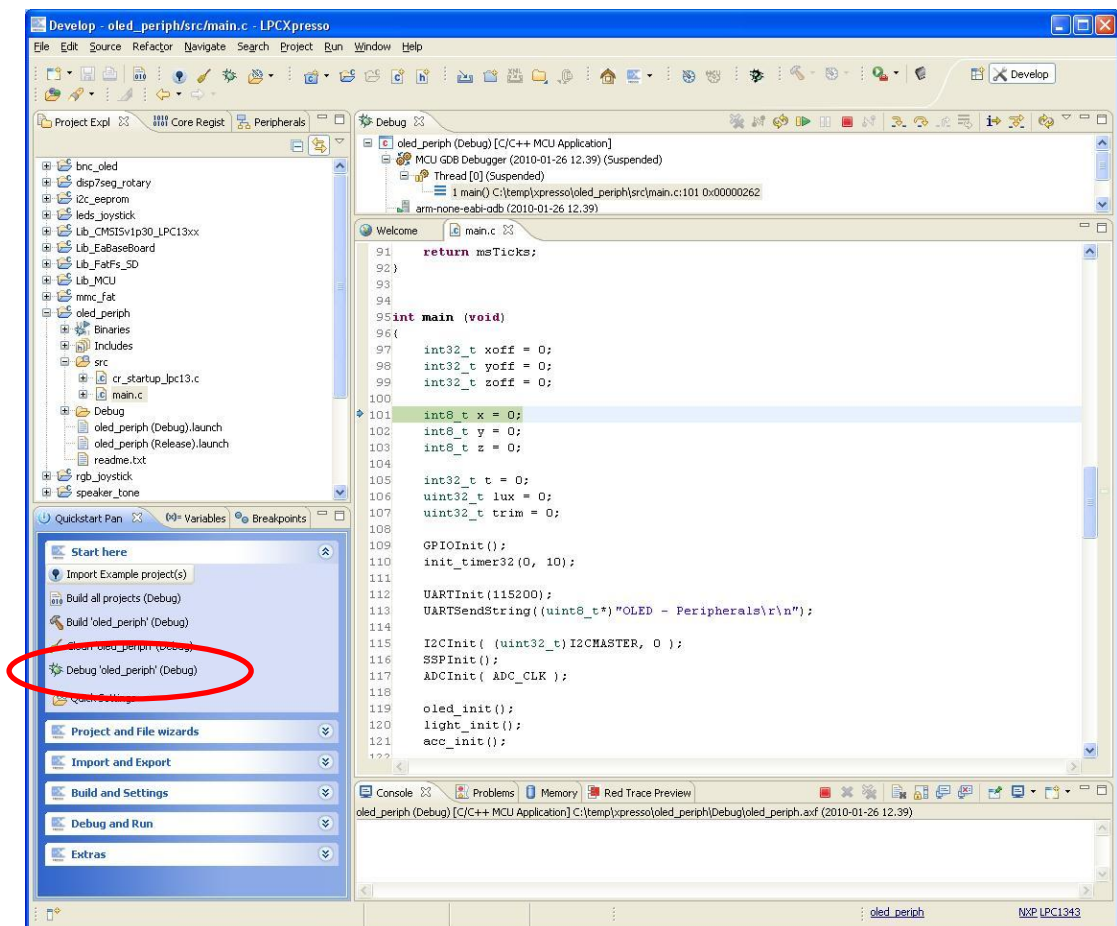 Develop - oled_periph/src/main.c - LPCXpresso
File Edit Source Refactor Navigate Search Project Run Window Help
Develop
Project Expl Core Regist Peripherals
bnc_oled
disp7seg_rotary
i2c_eeprom
leds_joystick
Lib_CMSISv1p30_LPC13xx
Lib_EaBaseBoard
Lib_FatFs_SD
Lib_MCU
mmc_fat
oled_periph
Binaries
Includes
src
cr_startup_lpc13.c
main.c
Debug
oled_periph (Debug).launch
oled_periph (Release).launch
readme.txt
rgb_joystick
speaker_tone
Debug
oled_periph (Debug) [C/C++ MCU Application]
MCU GDB Debugger (2010-01-26 12.39) (Suspended)
Thread [0] (Suspended)
1 main() C:\temp\xpresso\oled_periph\src\main.c:101 0x00000262
arm-none-eabi-gdb (2010-01-26 12.39)
Welcome main.c
91 return msTicks;
92 }
93
94
95 int main (void)
96 {
97 int32_t xoff = 0;
98 int32_t yoff = 0;
99 int32_t zoff = 0;
100
101 int8_t x = 0;
102 int8_t y = 0;
103 int8_t z = 0;
104
105 int32_t t = 0;
106 uint32_t lux = 0;
107 uint32_t trim = 0;
108
109 GPIOInit();
110 init_timer32(0, 10);
111
112 UARTInit(115200);
113 UARTSendString((uint8_t*)"OLED - Peripherals\r\n");
114
115 I2CInit( (uint32_t)I2CMASTER, 0 );
116 SSPInit();
117 ADCInit( ADC_CLK );
118
119 oled_init();
120 light_init();
121 acc_init();
122
Quickstart Pan (x)= Variables Breakpoints
Start here
Import Example project(s)
Build all projects (Debug)
Build 'oled_periph' (Debug)
Clean 'oled_periph' (Debug)
Debug 'oled_periph' (Debug)
Quick Settings
Project and File wizards
Import and Export
Build and Settings
Debug and Run
Extras
Console Problems Memory Red Trace Preview
oled_periph (Debug) [C/C++ MCU Application] C:\temp\xpresso\oled_periph\Debug\oled_periph.axf (2010-01-26 12.39)
oled_periph NXP LPC1343